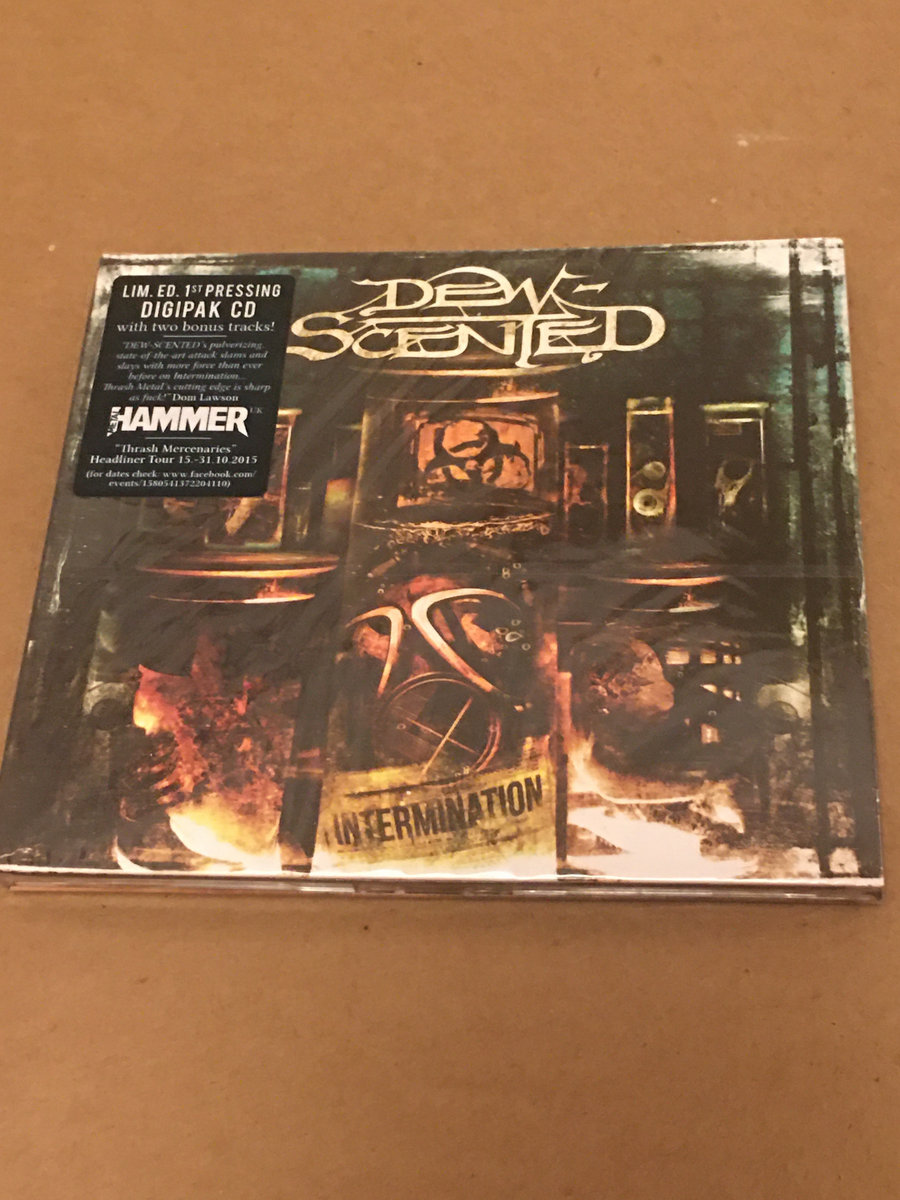 LIM. ED. 1ST PRESSING
DIGIPAK CD
with two bonus tracks!
"DEW-SCENTED's pulverizing,
state-of-the-art attack slams and
slays with more force than ever
before on Intermination...
Thrash Metal's cutting edge is sharp
as fuck!" Dom Lawson
METAL HAMMER UK
"Thrash Mercenaries"
Headliner Tour 15.-31.10.2015
(for dates check: www.facebook.com/
events/1580541372204110)
DEW-
SCENTED
INTERMINATION